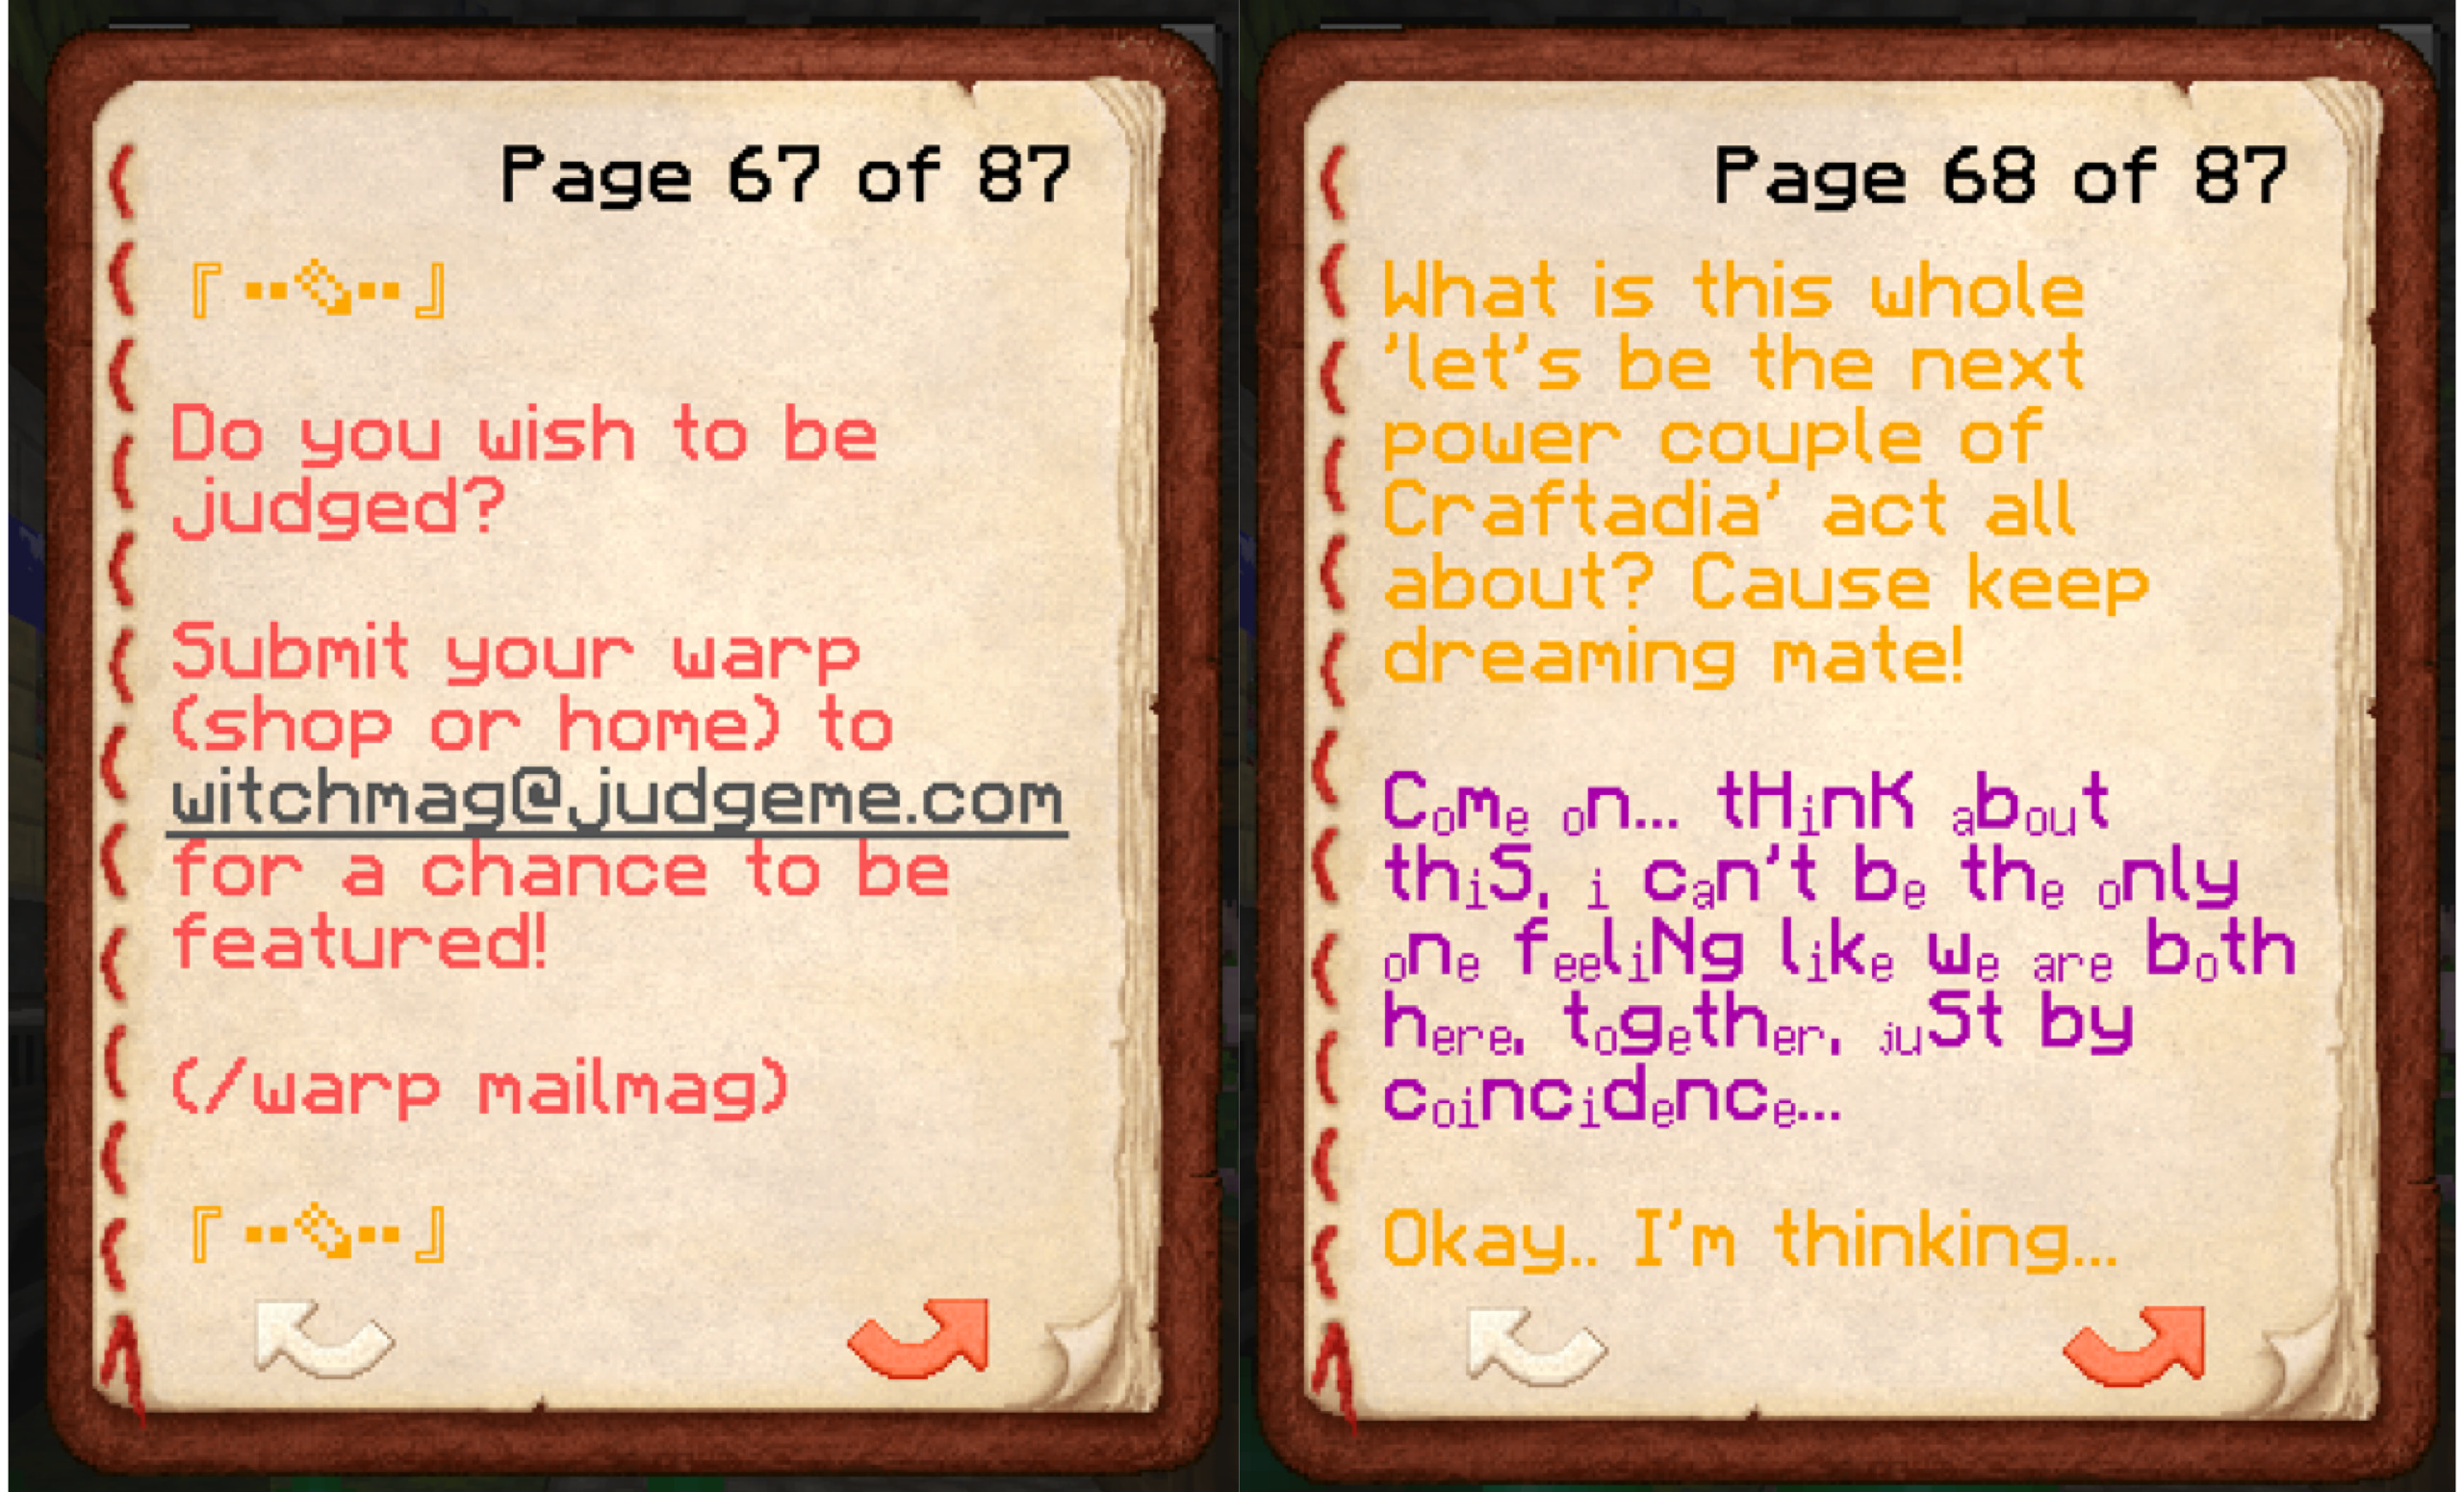 Page 67 of 87
『 ▪▪✎▪▪ 』
Do you wish to be
judged?
Submit your warp
(shop or home) to
witchmag@judgeme.com
for a chance to be
featured!
(/warp mailmag)
『 ▪▪✎▪▪ 』
Page 68 of 87
What is this whole
'let's be the next
power couple of
Craftadia' act all
about? Cause keep
dreaming mate!
Cₒmₑ ₒn... tHᵢnK ₐbₒᵤt
thᵢS, ᵢ cₐn't bₑ thₑ ₒnly
ₒnₑ fₑₑlᵢNg lᵢkₑ wₑ ₐᵣₑ bₒth
hₑᵣₑ, tₒgₑthₑᵣ, ⱼᵤSt by
cₒᵢncᵢdₑncₑ...
Okay.. I'm thinking...